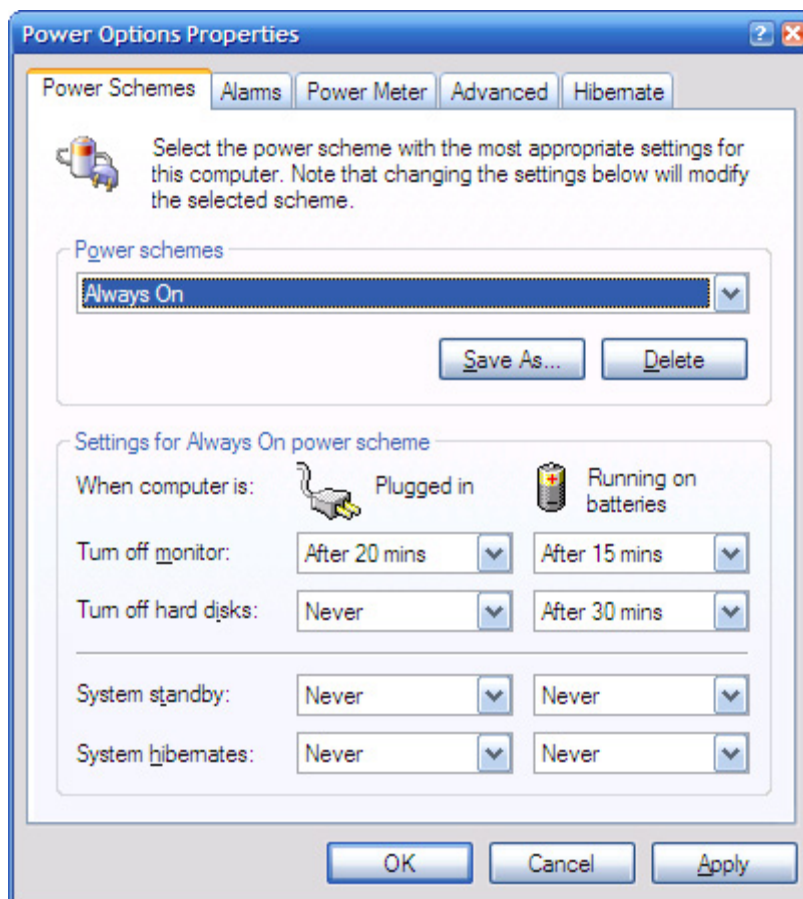 Power Options Properties
Power Schemes Alarms Power Meter Advanced Hibernate
Select the power scheme with the most appropriate settings for
this computer. Note that changing the settings below will modify
the selected scheme.
Power schemes
Always On
Save As... Delete
Settings for Always On power scheme
When computer is: Plugged in Running on
batteries
Turn off monitor: After 20 mins After 15 mins
Turn off hard disks: Never After 30 mins
System standby: Never Never
System hibernates: Never Never
OK Cancel Apply